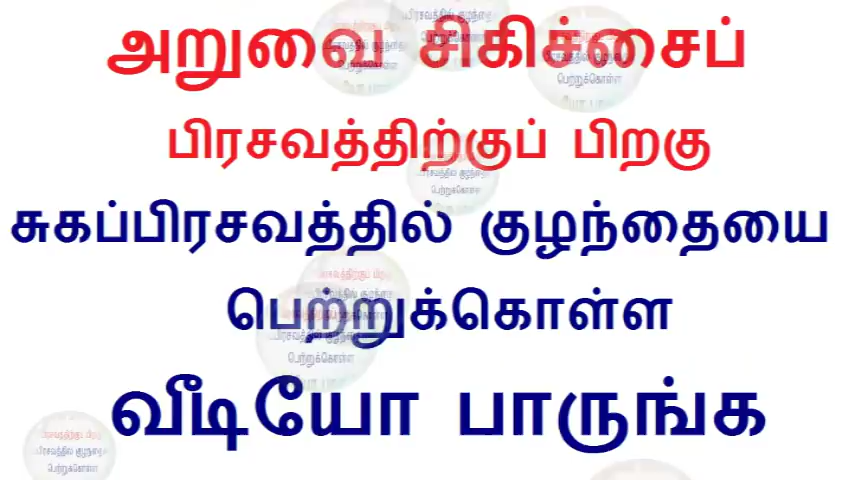 அறுவை சிகிச்சைப்
பிரசவத்திற்குப் பிறகு
சுகப்பிரசவத்தில் குழந்தையை
பெற்றுக்கொள்ள
வீடியோ பாருங்க